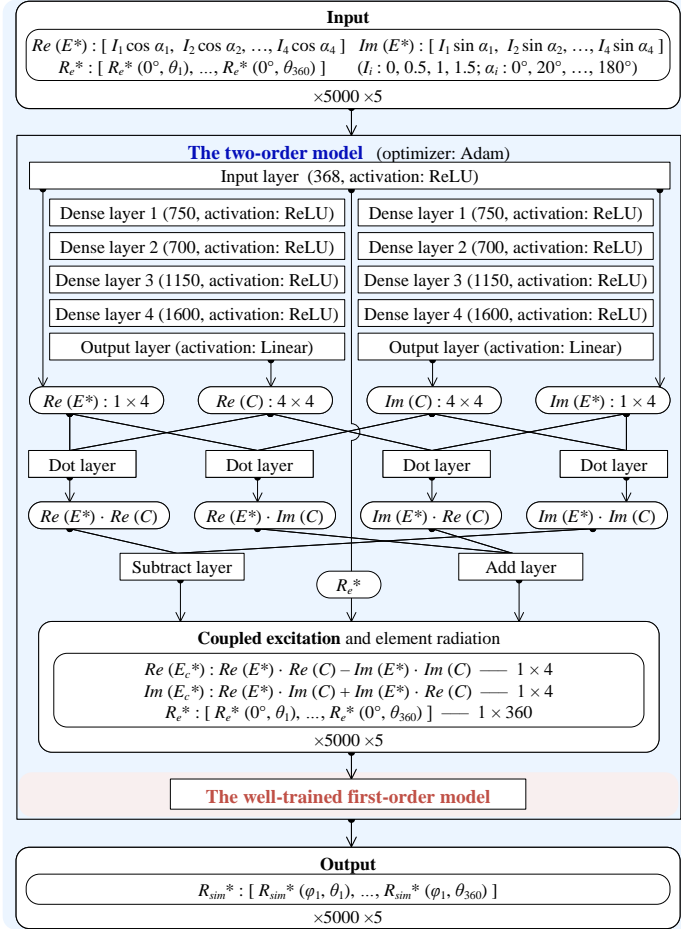 Input
Re (E*) : [ I₁ cos α₁, I₂ cos α₂, …, I₄ cos α₄ ] Im (E*) : [ I₁ sin α₁, I₂ sin α₂, …, I₄ sin α₄ ]
Rₑ* : [ Rₑ* (0°, θ₁), ..., Rₑ* (0°, θ₃₆₀) ] (Iᵢ : 0, 0.5, 1, 1.5; αᵢ : 0°, 20°, …, 180°)
×5000 ×5
The two-order model (optimizer: Adam)
Input layer (368, activation: ReLU)
Dense layer 1 (750, activation: ReLU) Dense layer 1 (750, activation: ReLU)
Dense layer 2 (700, activation: ReLU) Dense layer 2 (700, activation: ReLU)
Dense layer 3 (1150, activation: ReLU) Dense layer 3 (1150, activation: ReLU)
Dense layer 4 (1600, activation: ReLU) Dense layer 4 (1600, activation: ReLU)
Output layer (activation: Linear) Output layer (activation: Linear)
Re (E*) : 1 × 4 Re (C) : 4 × 4 Im (C) : 4 × 4 Im (E*) : 1 × 4
Dot layer Dot layer Dot layer Dot layer
Re (E*) · Re (C) Re (E*) · Im (C) Im (E*) · Re (C) Im (E*) · Im (C)
Subtract layer Add layer
Rₑ*
Coupled excitation and element radiation
Re (E_c*) : Re (E*) · Re (C) – Im (E*) · Im (C) — 1 × 4
Im (E_c*) : Re (E*) · Im (C) + Im (E*) · Re (C) — 1 × 4
Rₑ* : [ Rₑ* (0°, θ₁), ..., Rₑ* (0°, θ₃₆₀) ] — 1 × 360
×5000 ×5
The well-trained first-order model
Output
R_sim* : [ R_sim* (φ₁, θ₁), ..., R_sim* (φ₁, θ₃₆₀) ]
×5000 ×5